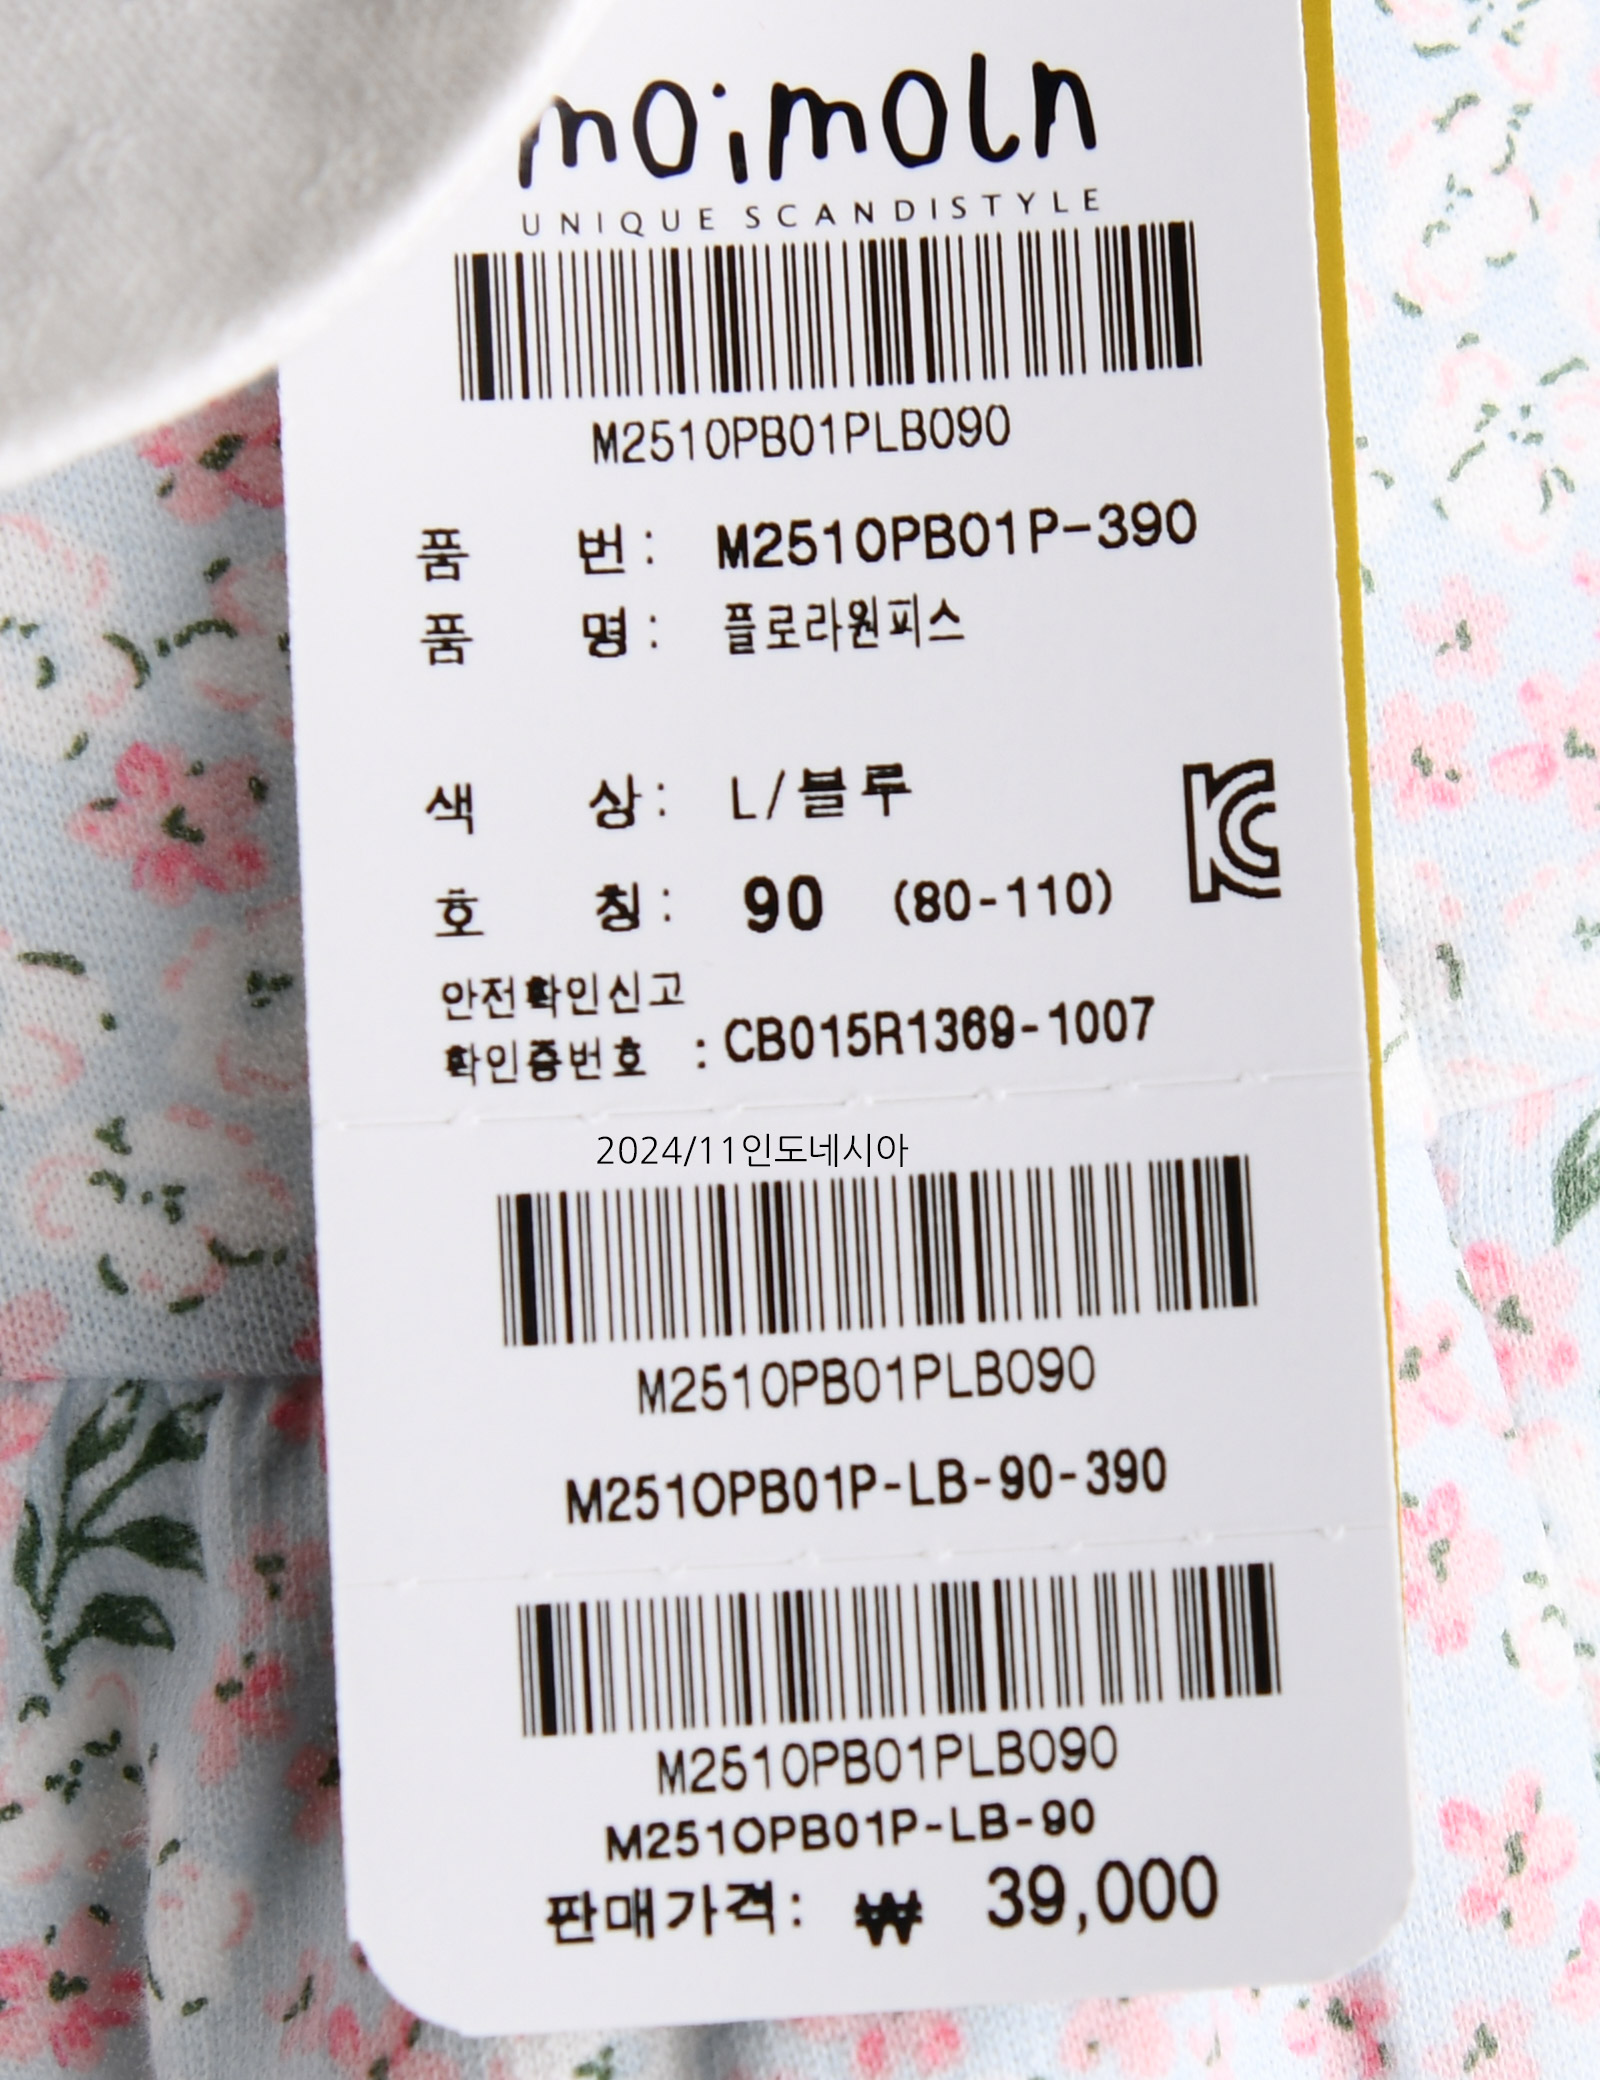 moimoln
UNIQUE SCANDISTYLE
M2510PB01PLB090
품 번 : M2510PB01P-390
품 명 : 플로라원피스
색 상 : L/블루
호 칭 : 90 (80-110)
안전확인신고
확인증번호 : CB015R1369-1007
2024/11인도네시아
M2510PB01PLB090
M2510PB01P-LB-90-390
M2510PB01PLB090
M2510PB01P-LB-90
판매가격: ₩ 39,000